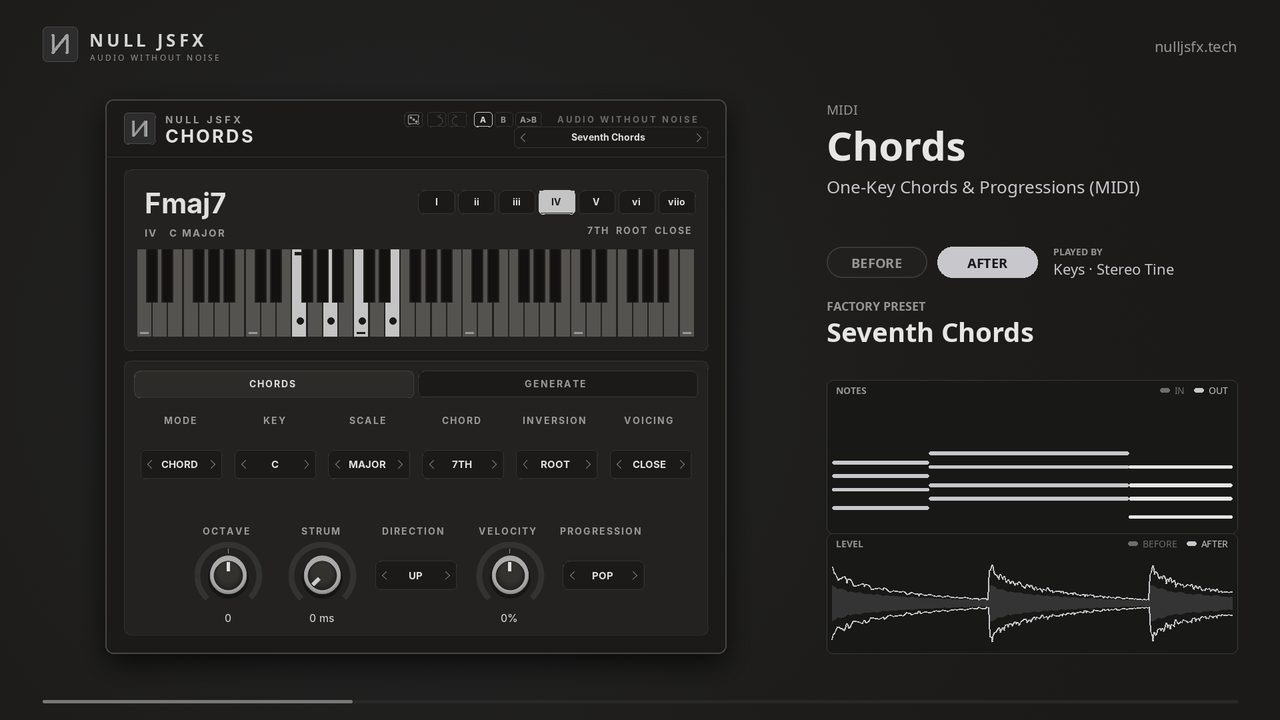 NULL JSFX
AUDIO WITHOUT NOISE
nulljsfx.tech
NULL JSFX
CHORDS
A B A>B
AUDIO WITHOUT NOISE
Seventh Chords
Fmaj7
I ii iii IV V vi viio
IV C MAJOR
7TH ROOT CLOSE
CHORDS GENERATE
MODE KEY SCALE CHORD INVERSION VOICING
CHORD C MAJOR 7TH ROOT CLOSE
OCTAVE STRUM DIRECTION VELOCITY PROGRESSION
UP POP
0 0 ms 0%
MIDI
Chords
One-Key Chords & Progressions (MIDI)
BEFORE AFTER
PLAYED BY
Keys · Stereo Tine
FACTORY PRESET
Seventh Chords
NOTES IN OUT
LEVEL BEFORE AFTER